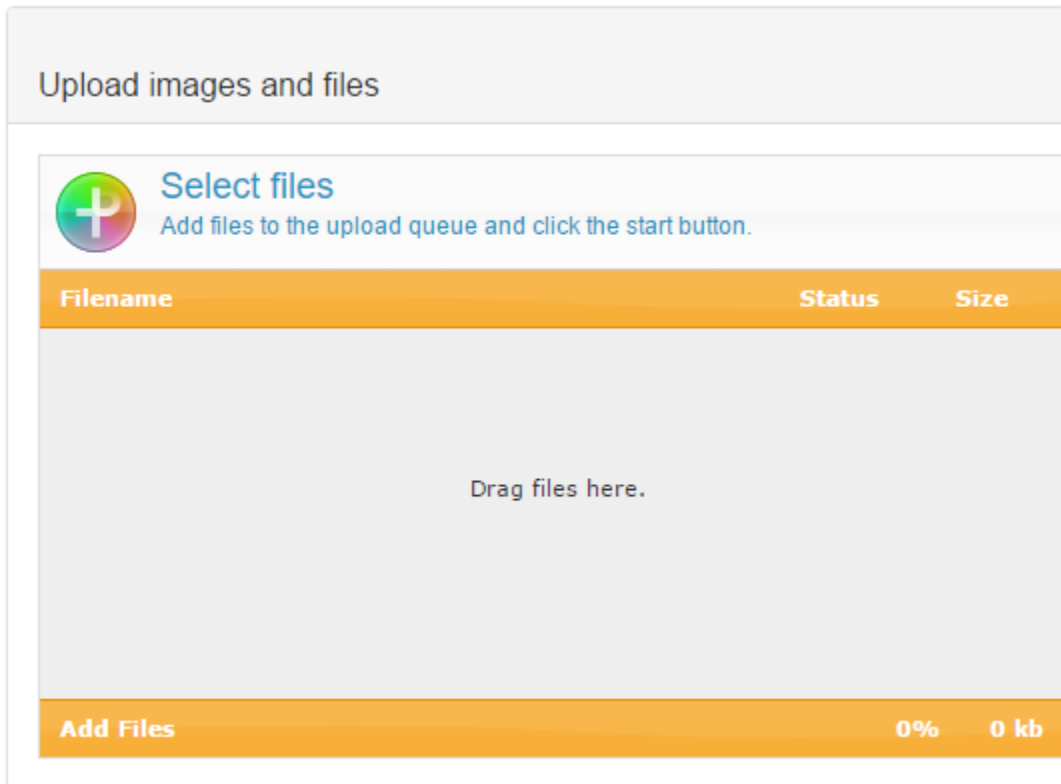 Upload images and files
Select files
Add files to the upload queue and click the start button.
Filename Status Size
Drag files here.
Add Files 0% 0 kb